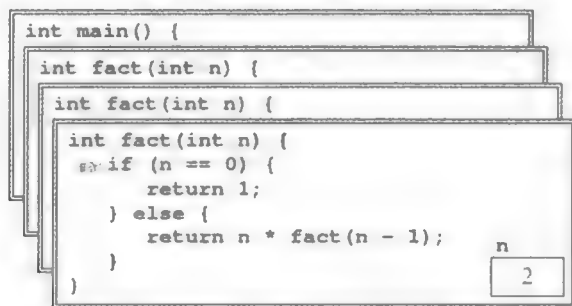 int main() {
int fact(int n) {
int fact(int n) {
int fact(int n) {
if (n == 0) {
return 1;
} else {
return n * fact(n - 1);
}
n
2
}